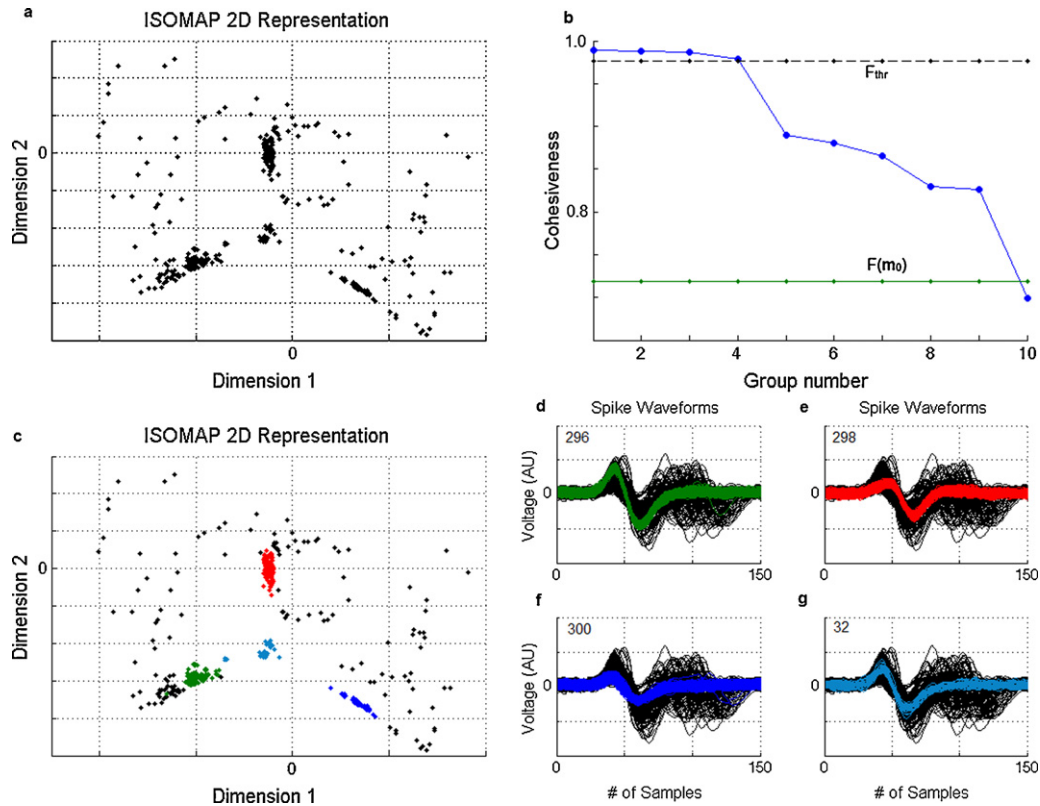 a
ISOMAP 2D Representation
Dimension 2
0
0
Dimension 1
b
1.0
0.8
Cohesiveness
Fthr
F(m0)
2 4 6 8 10
Group number
c
ISOMAP 2D Representation
Dimension 2
0
0
Dimension 1
d
Spike Waveforms
296
Voltage (AU)
0
0 150
e
Spike Waveforms
298
0
0 150
f
300
Voltage (AU)
0
0 150
# of Samples
g
32
0
0 150
# of Samples